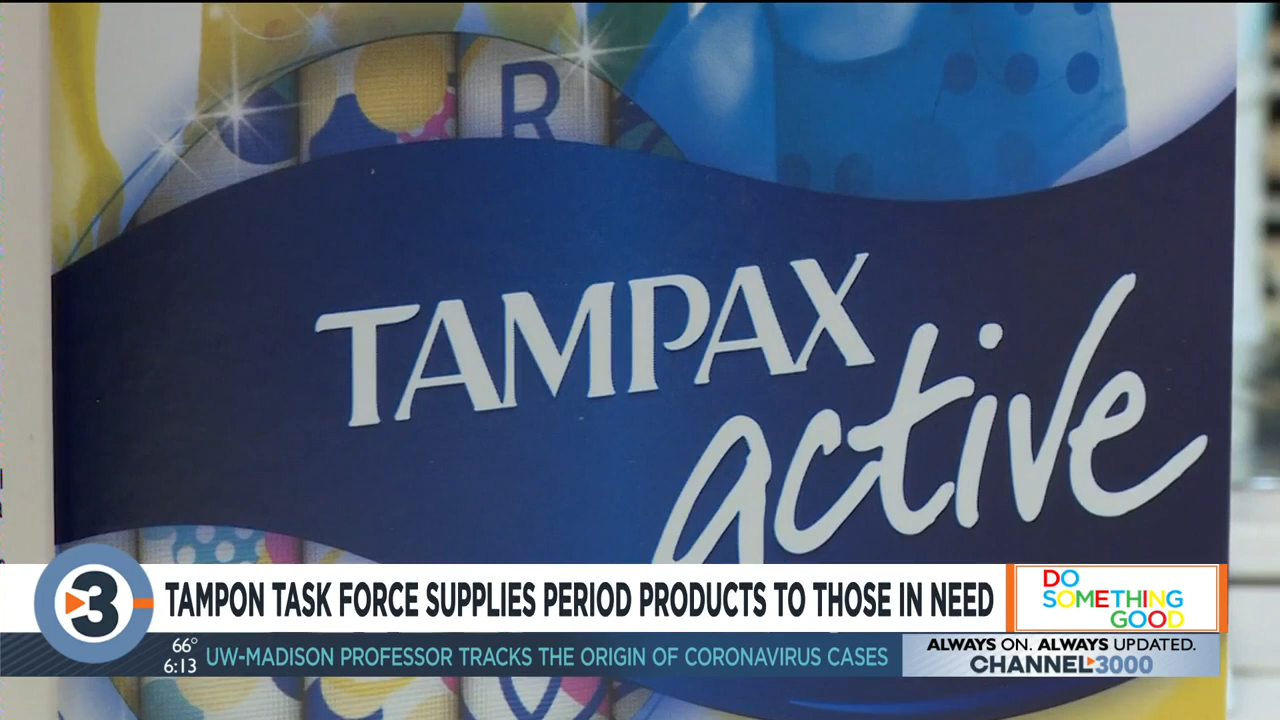 R
TAMPAX
active
3
TAMPON TASK FORCE SUPPLIES PERIOD PRODUCTS TO THOSE IN NEED
DO
SOMETHING
GOOD
66°
6:13
UW-MADISON PROFESSOR TRACKS THE ORIGIN OF CORONAVIRUS CASES
ALWAYS ON. ALWAYS UPDATED.
CHANNEL3000